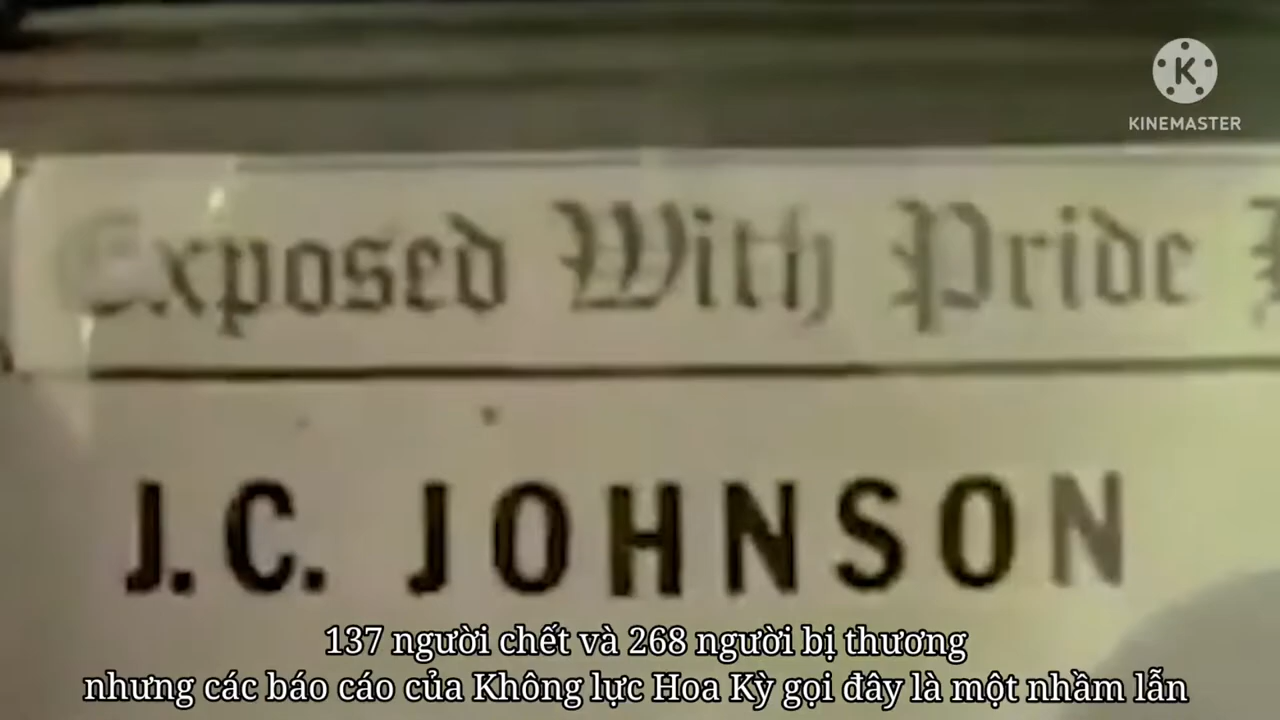 KINEMASTER
Exposed With Pride
J.C. JOHNSON
137 người chết và 268 người bị thương
nhưng các báo cáo của Không lực Hoa Kỳ gọi đây là một nhầm lẫn